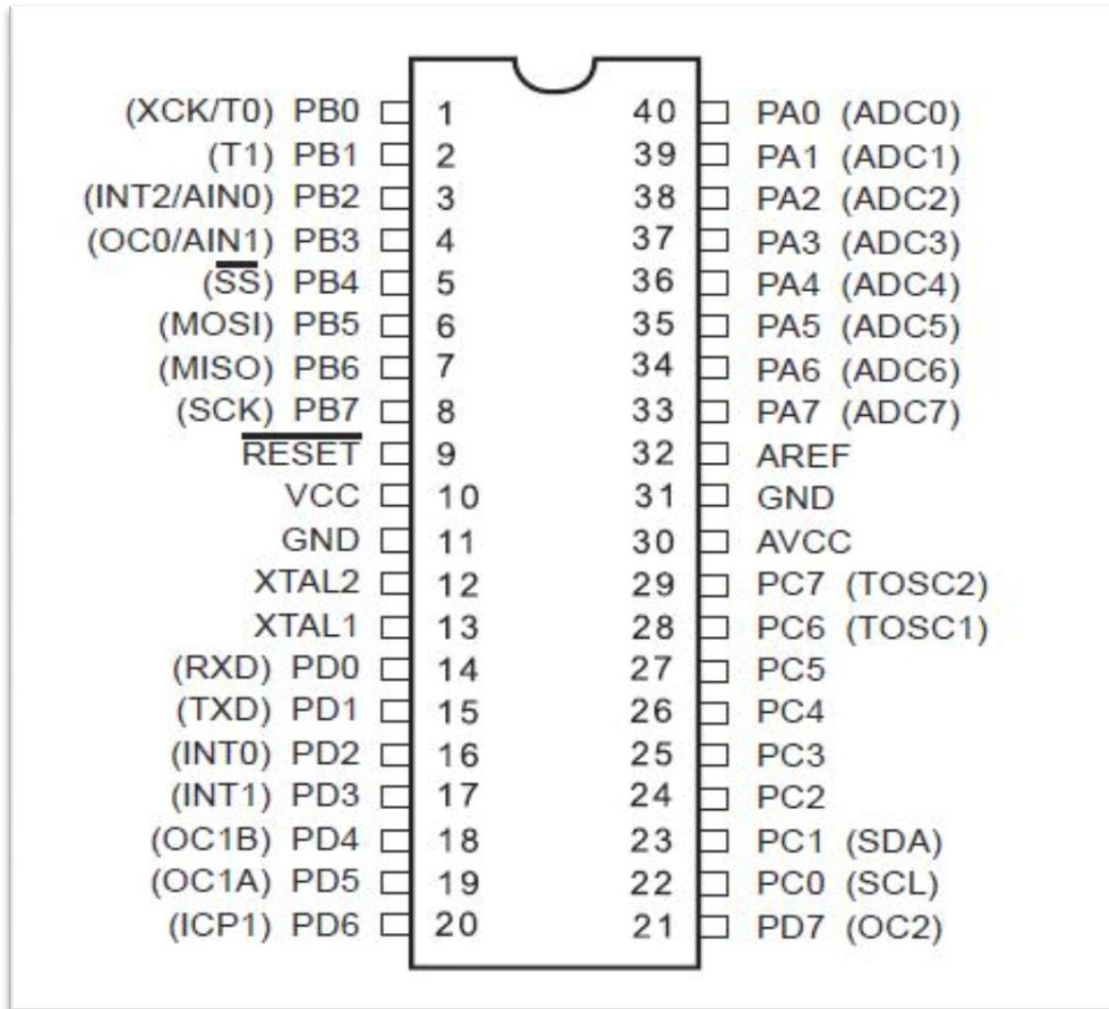 (XCK/T0) PB0 1 40 PA0 (ADC0)
(T1) PB1 2 39 PA1 (ADC1)
(INT2/AIN0) PB2 3 38 PA2 (ADC2)
(OC0/AIN1) PB3 4 37 PA3 (ADC3)
(SS) PB4 5 36 PA4 (ADC4)
(MOSI) PB5 6 35 PA5 (ADC5)
(MISO) PB6 7 34 PA6 (ADC6)
(SCK) PB7 8 33 PA7 (ADC7)
RESET 9 32 AREF
VCC 10 31 GND
GND 11 30 AVCC
XTAL2 12 29 PC7 (TOSC2)
XTAL1 13 28 PC6 (TOSC1)
(RXD) PD0 14 27 PC5
(TXD) PD1 15 26 PC4
(INT0) PD2 16 25 PC3
(INT1) PD3 17 24 PC2
(OC1B) PD4 18 23 PC1 (SDA)
(OC1A) PD5 19 22 PC0 (SCL)
(ICP1) PD6 20 21 PD7 (OC2)